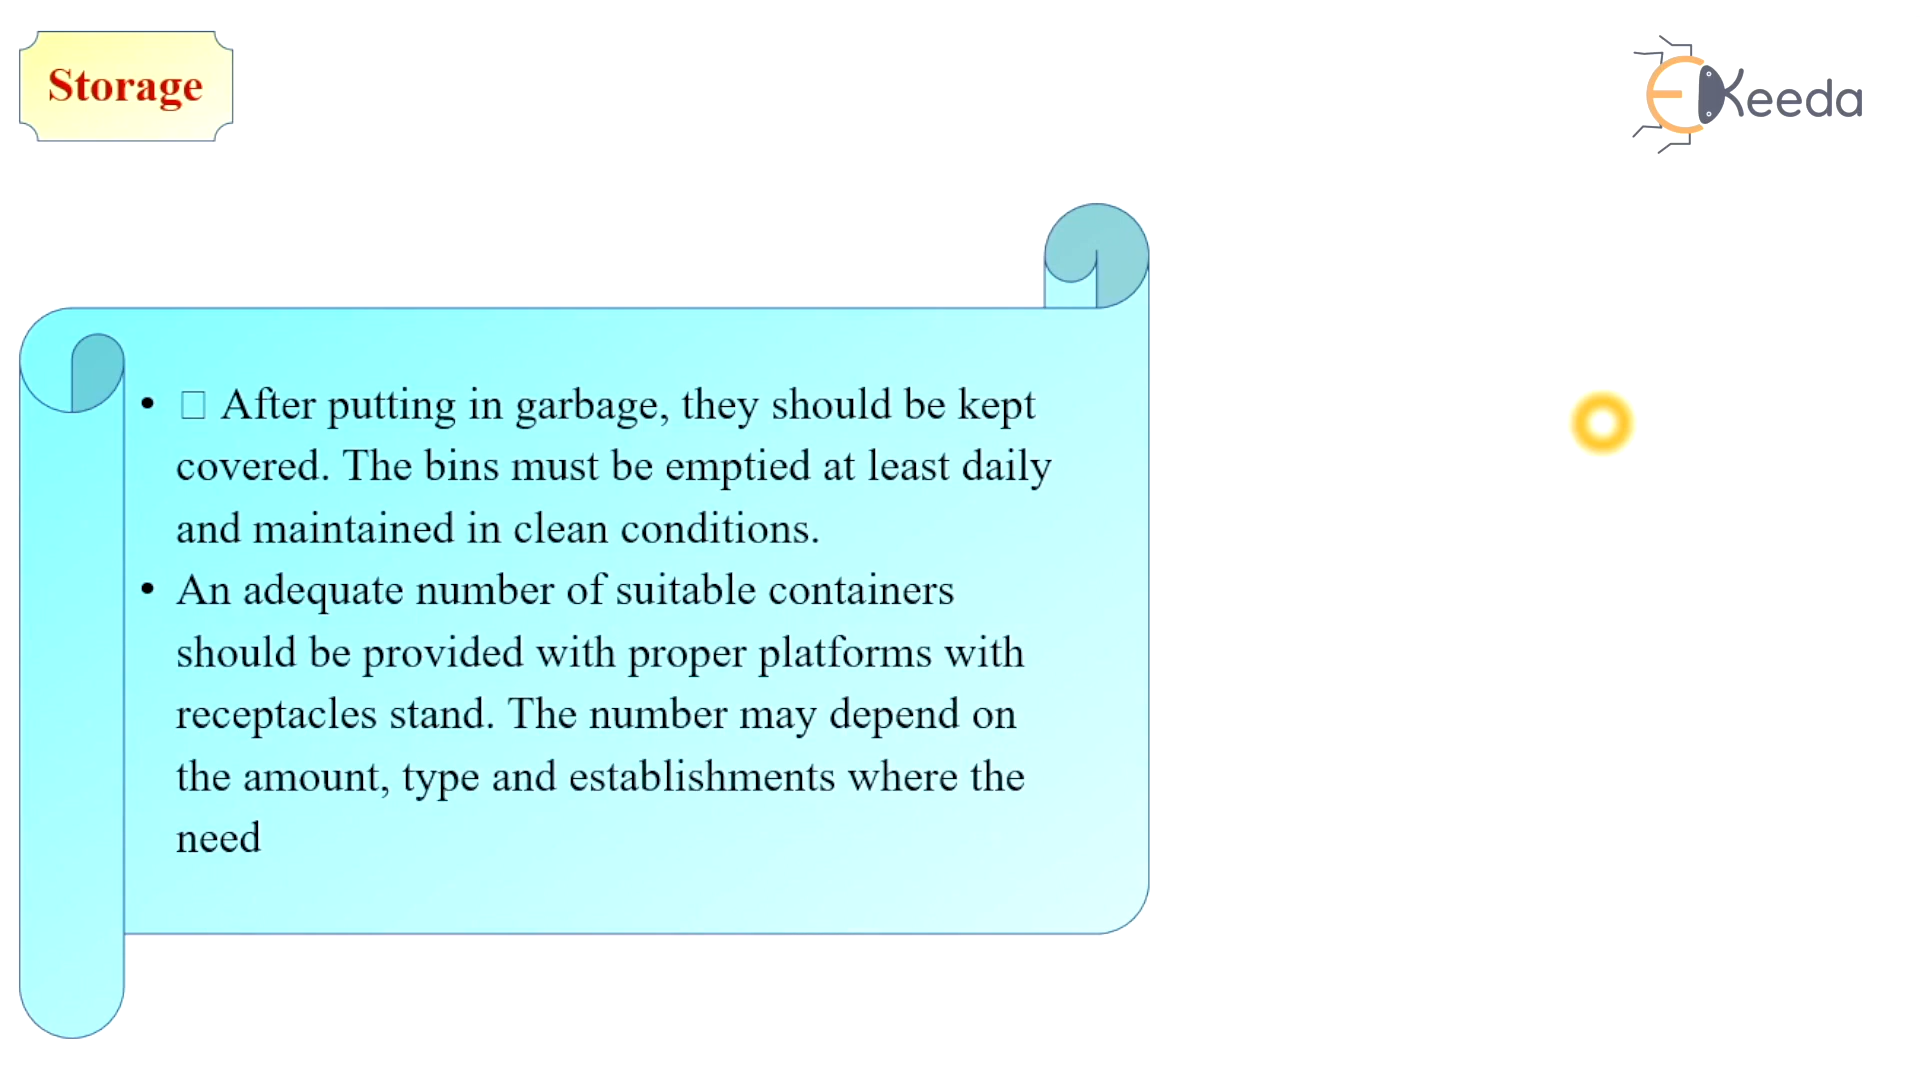 Storage
EKeeda
• □ After putting in garbage, they should be kept
covered. The bins must be emptied at least daily
and maintained in clean conditions.
• An adequate number of suitable containers
should be provided with proper platforms with
receptacles stand. The number may depend on
the amount, type and establishments where the
need